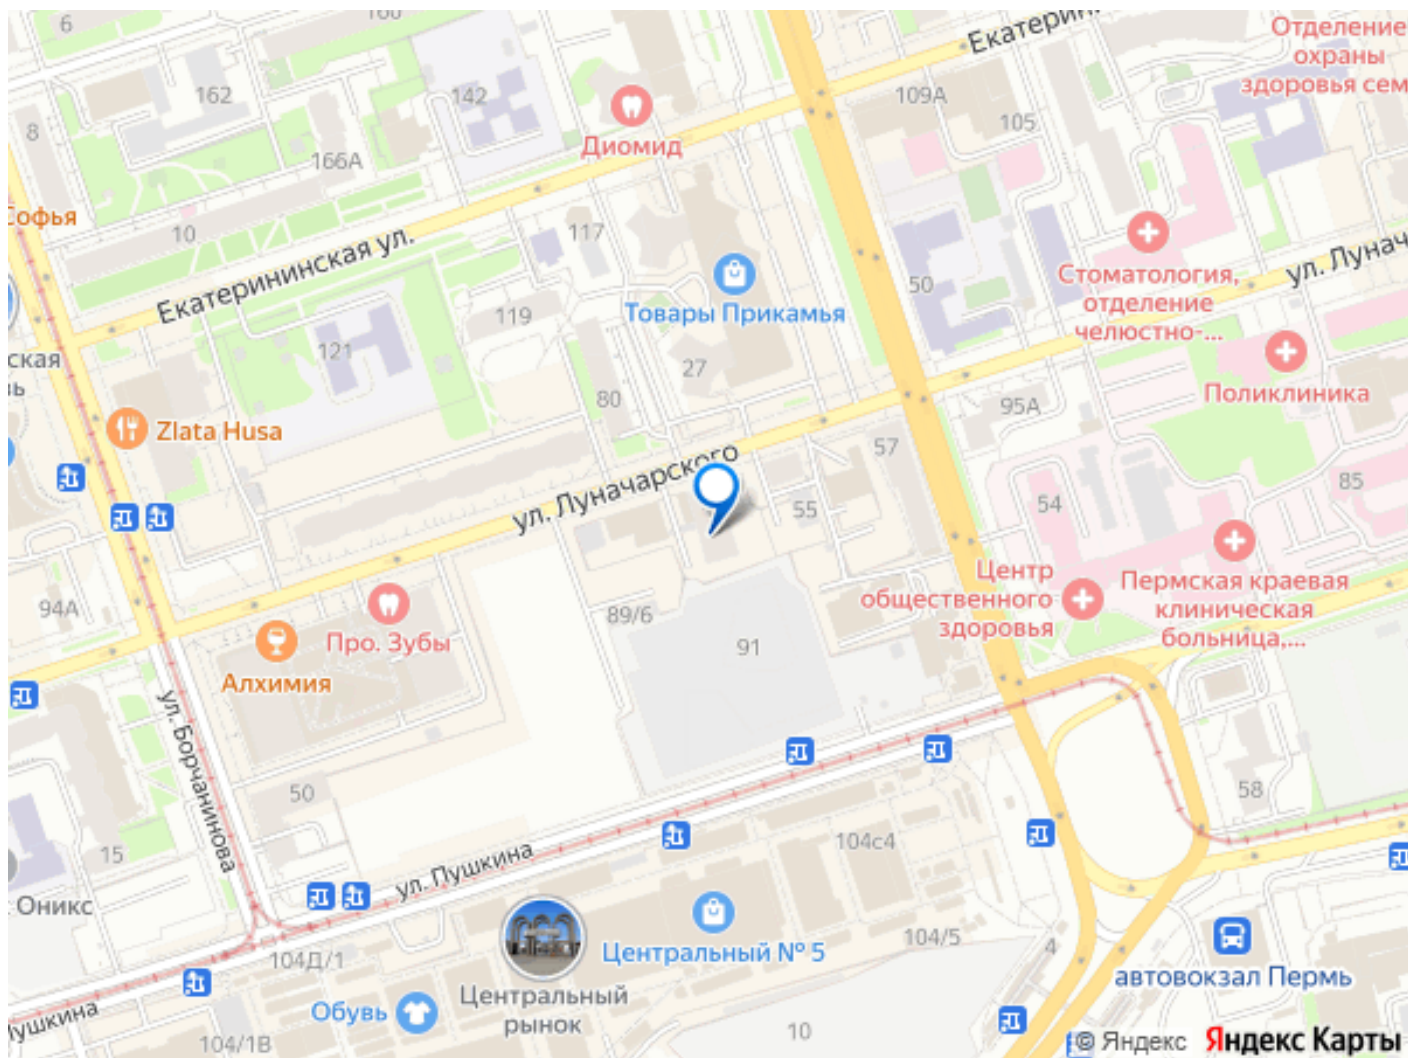 6
160
Екатерин
Отделение
охраны
здоровья сем
162
142
109А
105
8
166А
Диомид
Софья
10
Екатерининская ул.
117
Стоматология,
отделение
челюстно-...
ул. Лунач
50
Товары Прикамья
119
121
27
80
ская
вь
Поликлиника
95А
Zlata Husa
57
ул. Луначарского
85
54
55
Центр
общественного
здоровья
Пермская краевая
клиническая
больница,...
94А
89/6
Про. Зубы
91
Алхимия
ул. Борчанинова
50
58
15
ул. Пушкина
104с4
Оникс
Центральный № 5
104/5
4
104Д/1
автовокзал Пермь
Центральный
рынок
Обувь
Пушкина
104/1В
10
© Яндекс
Яндекс Карты